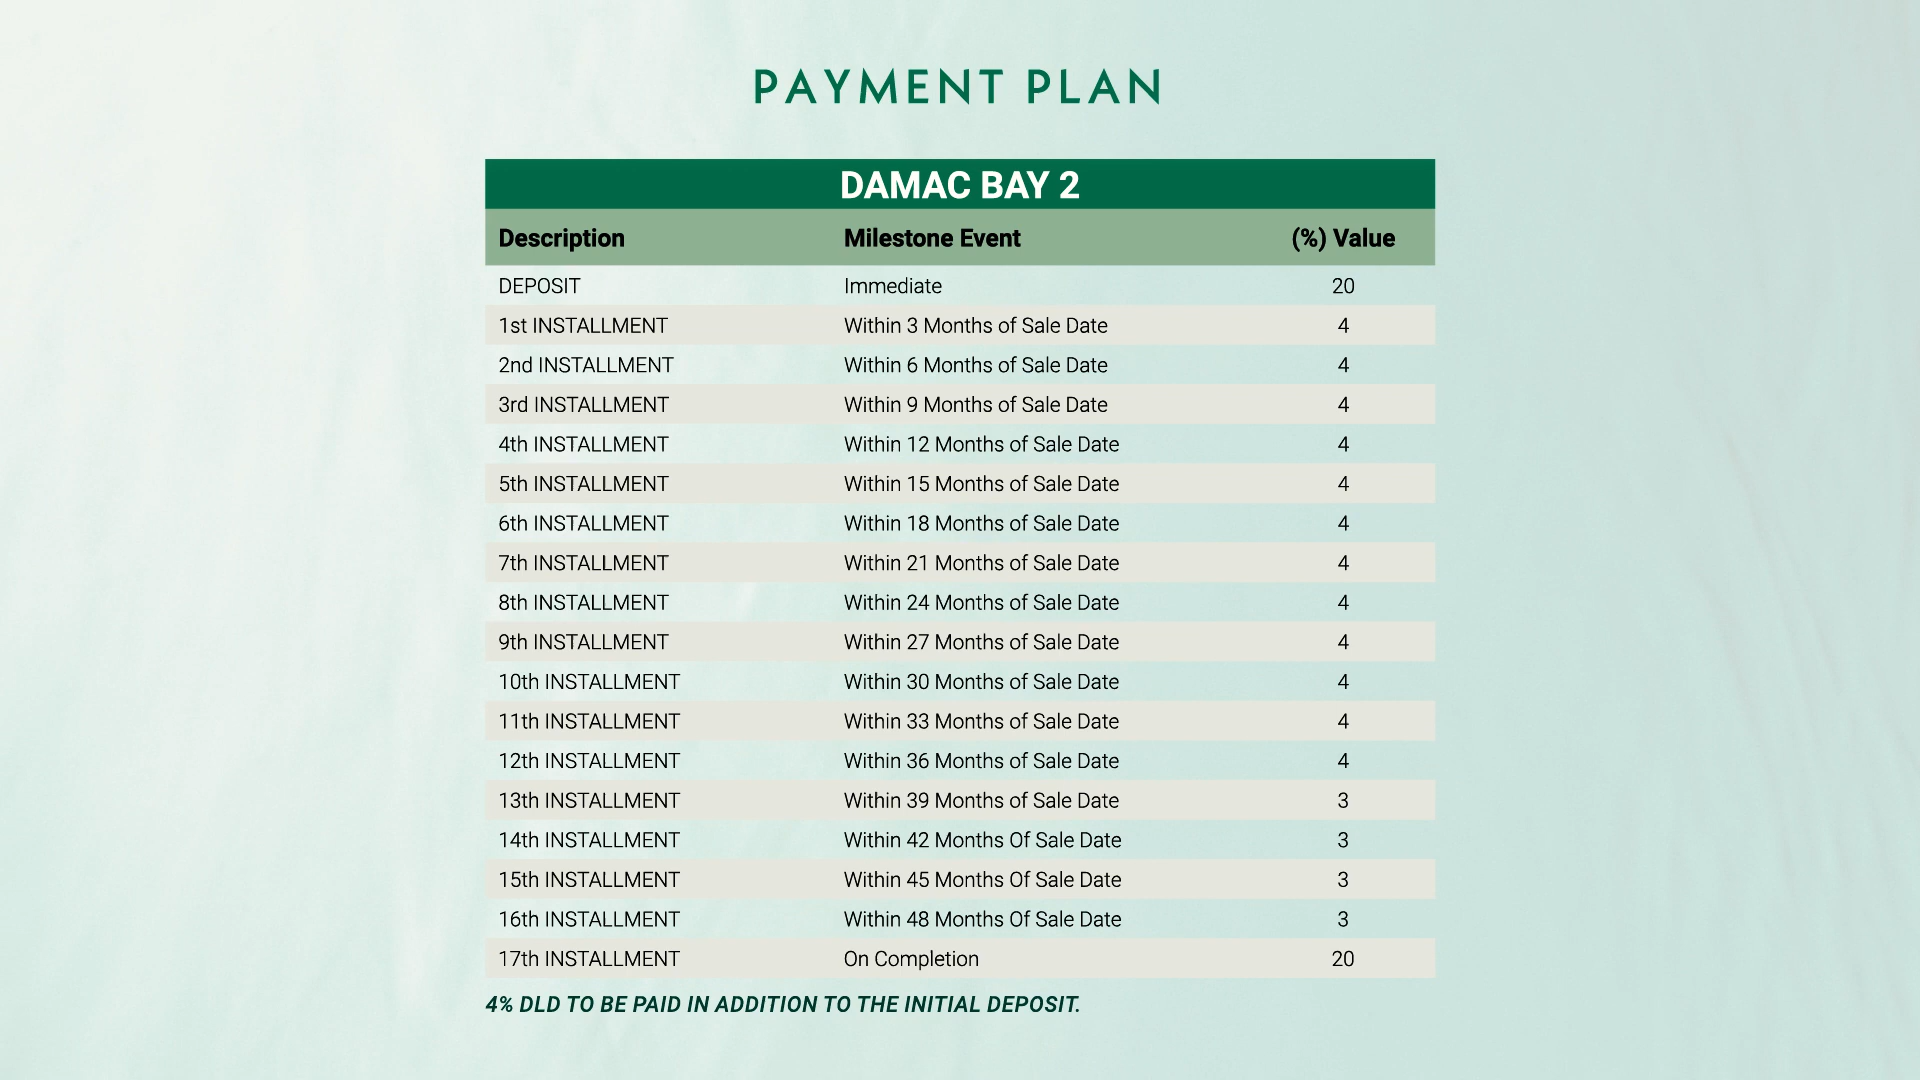 PAYMENT PLAN
DAMAC BAY 2
Description Milestone Event (%) Value
DEPOSIT Immediate 20
1st INSTALLMENT Within 3 Months of Sale Date 4
2nd INSTALLMENT Within 6 Months of Sale Date 4
3rd INSTALLMENT Within 9 Months of Sale Date 4
4th INSTALLMENT Within 12 Months of Sale Date 4
5th INSTALLMENT Within 15 Months of Sale Date 4
6th INSTALLMENT Within 18 Months of Sale Date 4
7th INSTALLMENT Within 21 Months of Sale Date 4
8th INSTALLMENT Within 24 Months of Sale Date 4
9th INSTALLMENT Within 27 Months of Sale Date 4
10th INSTALLMENT Within 30 Months of Sale Date 4
11th INSTALLMENT Within 33 Months of Sale Date 4
12th INSTALLMENT Within 36 Months of Sale Date 4
13th INSTALLMENT Within 39 Months of Sale Date 3
14th INSTALLMENT Within 42 Months Of Sale Date 3
15th INSTALLMENT Within 45 Months Of Sale Date 3
16th INSTALLMENT Within 48 Months Of Sale Date 3
17th INSTALLMENT On Completion 20
4% DLD TO BE PAID IN ADDITION TO THE INITIAL DEPOSIT.